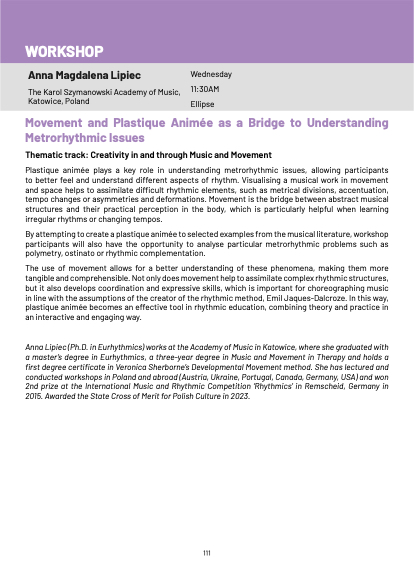 WORKSHOP
Anna Magdalena Lipiec
The Karol Szymanowski Academy of Music,
Katowice, Poland
Wednesday
11:30AM
Ellipse
Movement and Plastique Animée as a Bridge to Understanding
Metrorhythmic Issues
Thematic track: Creativity in and through Music and Movement
Plastique animée plays a key role in understanding metrorhythmic issues, allowing participants
to better feel and understand different aspects of rhythm. Visualising a musical work in movement
and space helps to assimilate difficult rhythmic elements, such as metrical divisions, accentuation,
tempo changes or asymmetries and deformations. Movement is the bridge between abstract musical
structures and their practical perception in the body, which is particularly helpful when learning
irregular rhythms or changing tempos.
By attempting to create a plastique animée to selected examples from the musical literature, workshop
participants will also have the opportunity to analyse particular metrorhythmic problems such as
polymetry, ostinato or rhythmic complementation.
The use of movement allows for a better understanding of these phenomena, making them more
tangible and comprehensible. Not only does movement help to assimilate complex rhythmic structures,
but it also develops coordination and expressive skills, which is important for choreographing music
in line with the assumptions of the creator of the rhythmic method, Emil Jaques-Dalcroze. In this way,
plastique animée becomes an effective tool in rhythmic education, combining theory and practice in
an interactive and engaging way.
Anna Lipiec (Ph.D. in Eurhythmics) works at the Academy of Music in Katowice, where she graduated with
a master's degree in Eurhythmics, a three-year degree in Music and Movement in Therapy and holds a
first degree certificate in Veronica Sherborne's Developmental Movement method. She has lectured and
conducted workshops in Poland and abroad (Austria, Ukraine, Portugal, Canada, Germany, USA) and won
2nd prize at the International Music and Rhythmic Competition 'Rhythmics' in Remscheid, Germany in
2015. Awarded the State Cross of Merit for Polish Culture in 2023.
111